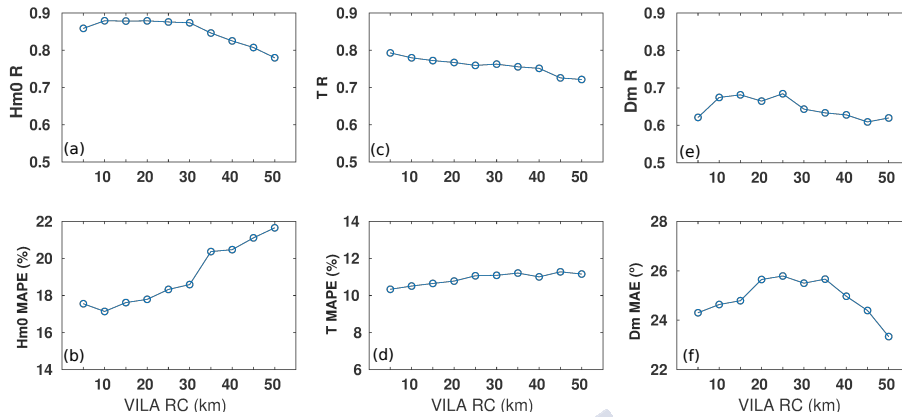 Hm0 R
0.9
0.8
0.7
0.6
0.5
(a)
10 20 30 40 50
T R
0.9
0.8
0.7
0.6
0.5
(c)
10 20 30 40 50
Dm R
0.9
0.8
0.7
0.6
0.5
(e)
10 20 30 40 50
Hm0 MAPE (%)
22
20
18
16
14
(b)
10 20 30 40 50
VILA RC (km)
T MAPE (%)
14
12
10
8
6
(d)
10 20 30 40 50
VILA RC (km)
Dm MAE (°)
28
26
24
22
(f)
10 20 30 40 50
VILA RC (km)